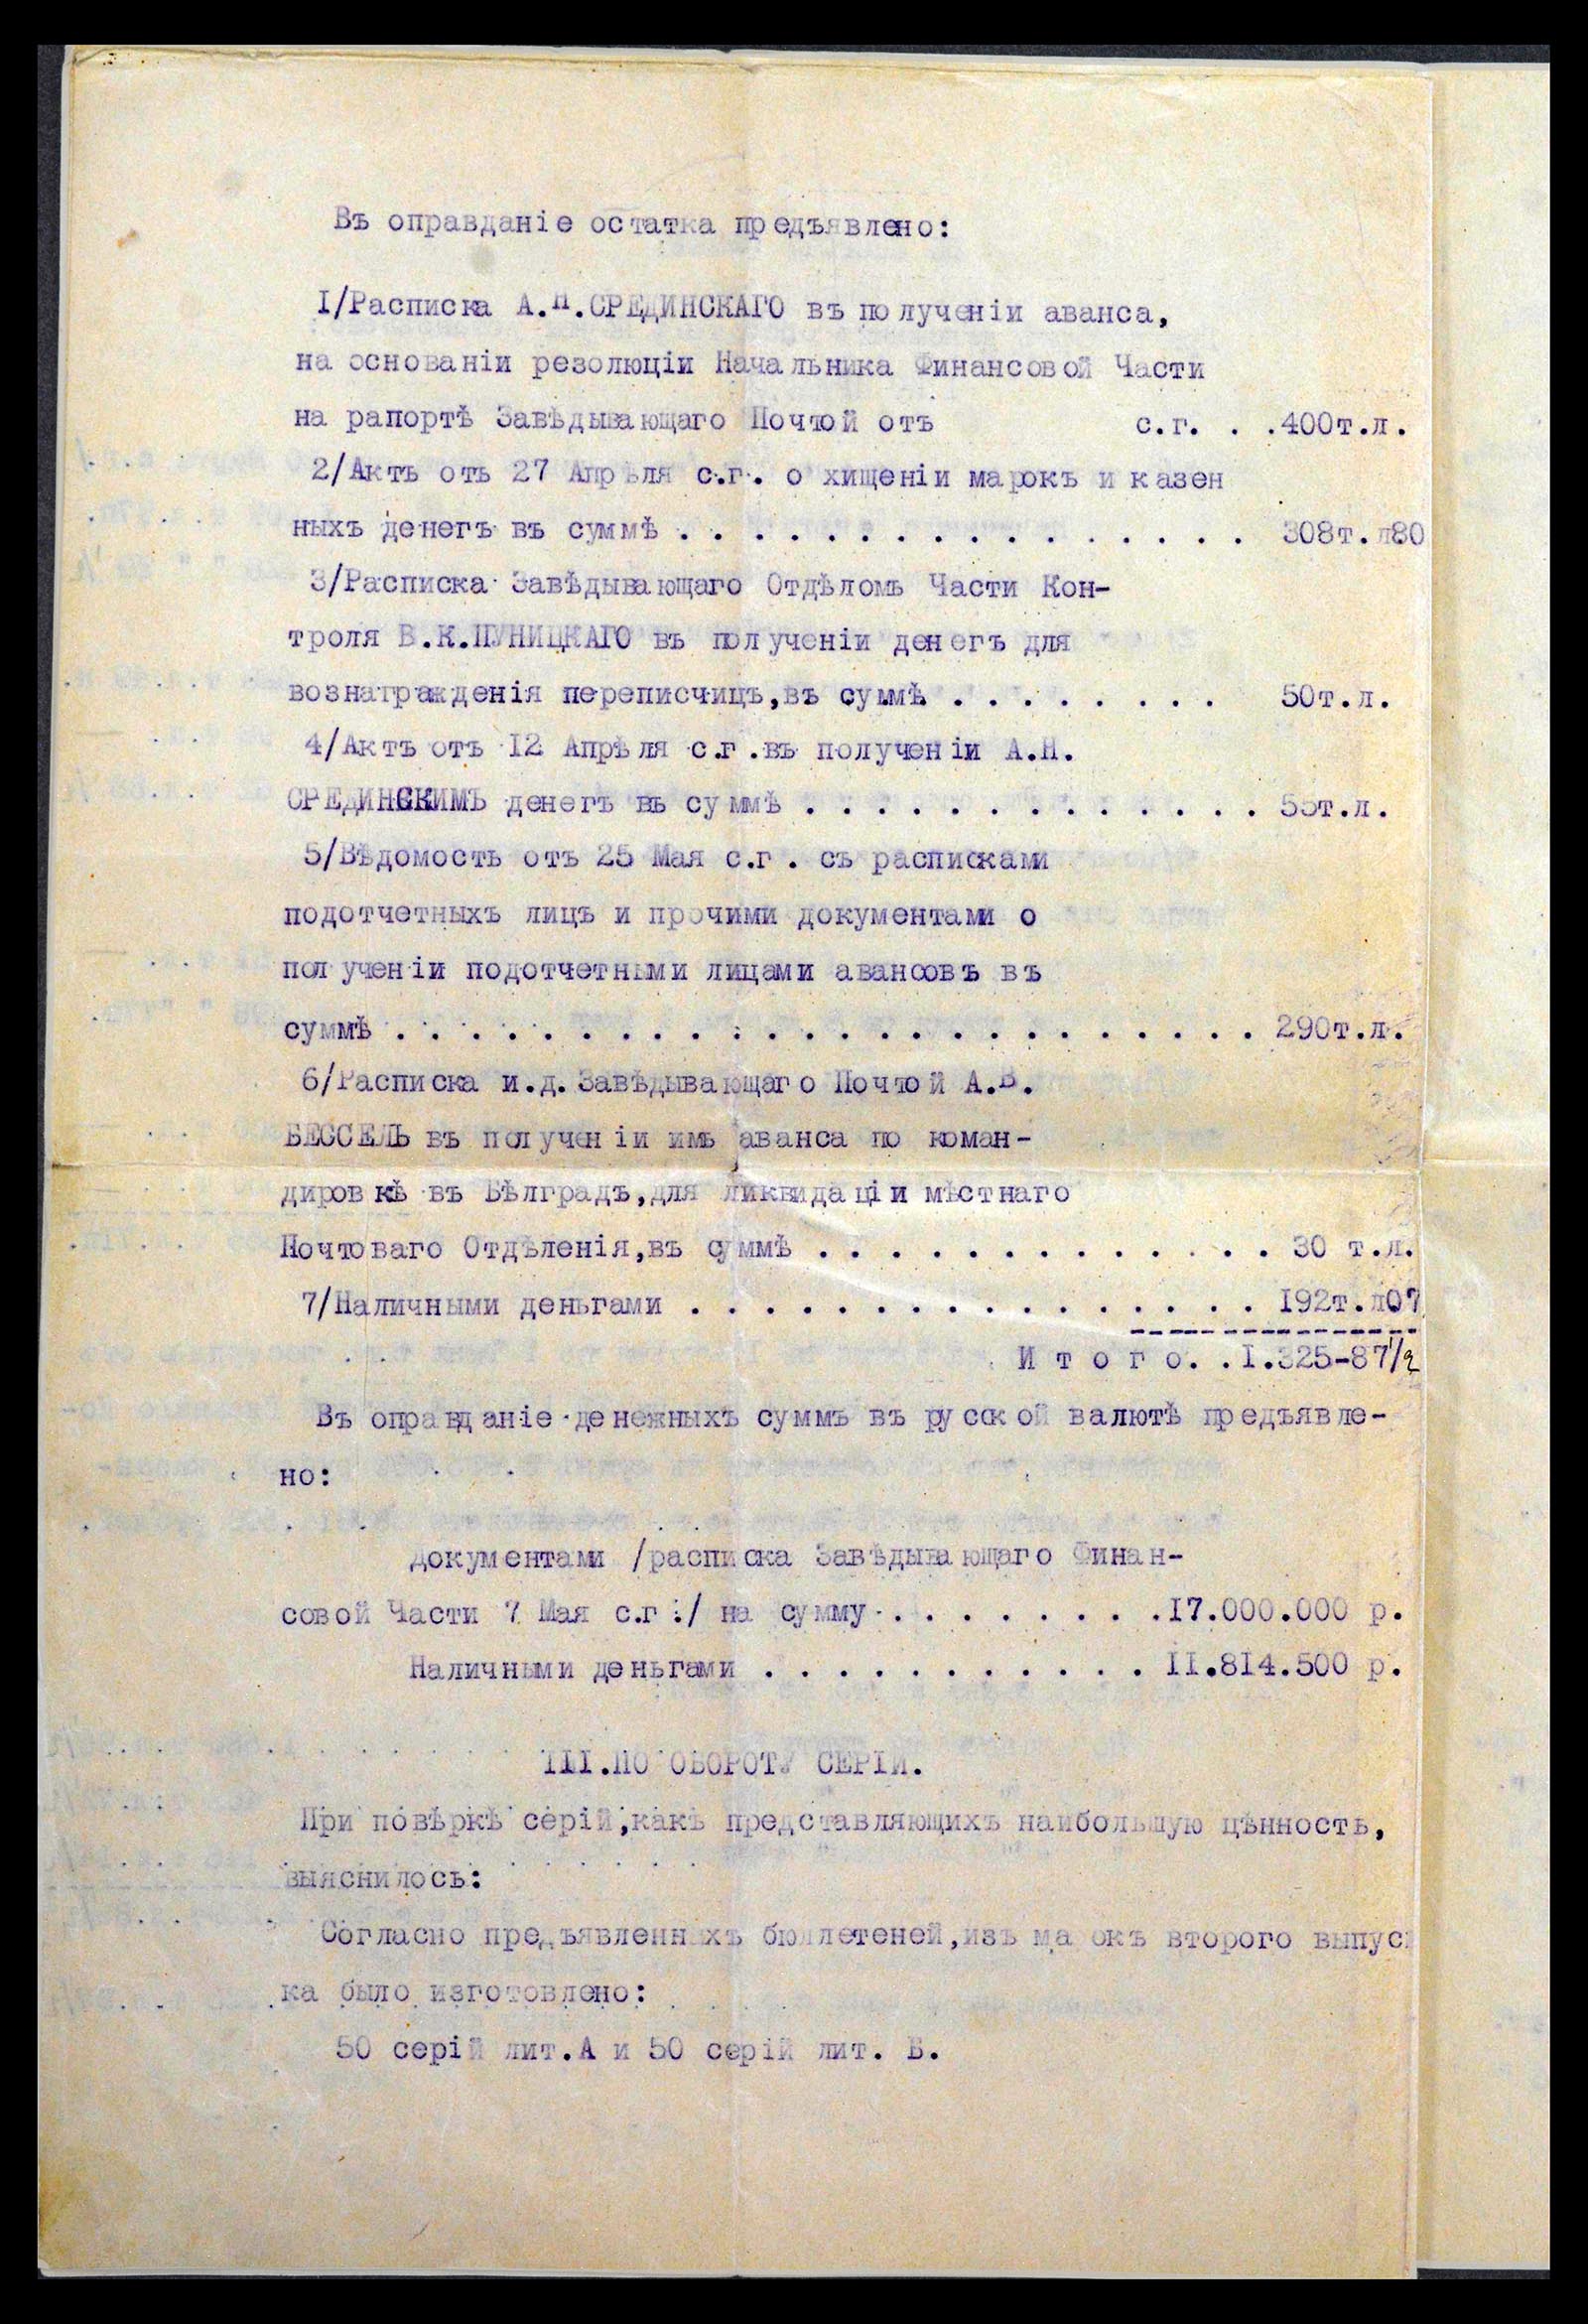 Въ оправданіе остатка предъявлено:
I/Расписка А.Н.СРЕДИНСКАГО въ полученіи аванса,
на основаніи резолюціи Начальника Финансовой Части
на рапортѣ Завѣдывающаго Почтой отъ с.г. . .400т.л.
2/Актъ отъ 27 Апрѣля с.г. о хищеніи марокъ и казен
ныхъ денегъ въ суммѣ . . . . . . . . . . . . . . . . 308т.л80
3/Расписка Завѣдывающаго Отдѣломъ Части Кон-
троля В.К.ПУНИЦКАГО въ полученіи денегъ для
вознагражденія переписчицъ,въ суммѣ . . . . . . . . 50т.л.
4/Актъ отъ I2 Апрѣля с.г.въ полученіи А.Н.
СРЕДИНСКИМЪ денегъ въ суммѣ . . . . . . . . . . . . . 55т.л.
5/Вѣдомость отъ 25 Мая с.г. съ расписками
подотчетныхъ лицъ и прочими документами о
полученіи подотчетными лицами авансовъ въ
суммѣ . . . . . . . . . . . . . . . . . . . . . . . . 290т.л.
6/Расписка и.д.Завѣдывающаго Почтой А.В.
БЕССЕЛЬ въ полученіи имъ аванса по коман-
дировкѣ въ Бѣлградъ,для ликвидаціи мѣстнаго
Почтоваго Отдѣленія,въ суммѣ . . . . . . . . . . . . . 30 т.л.
7/Наличными деньгами . . . . . . . . . . . . . . . . I92т.л07
И т о г о. .I.325-87 1/2
Въ оправданіе денежныхъ суммъ въ русской валютѣ предъявле-
но:
документами /расписка Завѣдывающаго Финан-
совой Части 7 Мая с.г./ на сумму . . . . . . . .I7.000.000 р.
Наличными деньгами . . . . . . . . . . . II.8I4.500 р.
III.ПО ОБОРОТУ СЕРІЙ.
При повѣркѣ серій,какъ представляющихъ наибольшую цѣнность,
выяснилось:
Согласно предъявленныхъ бюллетеней,изъ марокъ второго выпус
ка было изготовлено:
50 серій лит.А и 50 серій лит. Б.